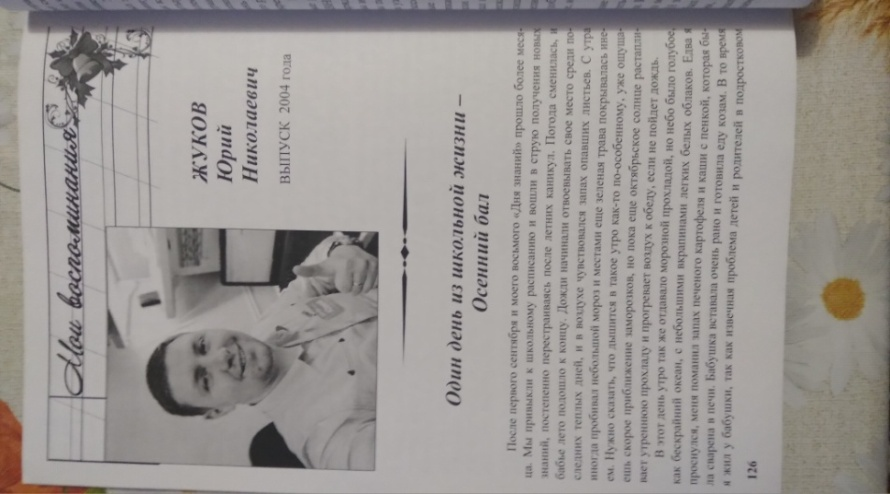 Мои воспоминания
ЖУКОВ
Юрий
Николаевич
ВЫПУСК 2004 года
Один день из школьной жизни –
Осенний бал
После первого сентября и моего восьмого «Дня знаний» прошло более меся-
ца. Мы привыкли к школьному расписанию и вошли в струю получения новых
знаний, постепенно перестраиваясь после летних каникул. Погода сменилась, и
бабье лето подошло к концу. Дожди начинали отвоевывать свое место среди по-
следних теплых дней, и в воздухе чувствовался запах опавших листьев. С утра
иногда пробивал небольшой мороз и местами еще зеленая трава покрывалась ине-
ем. Нужно сказать, что дышится в такое утро как-то по-особенному, уже ощуща-
ешь скорое приближение заморозков, но пока еще октябрьское солнце растапли-
вает утреннюю прохладу и прогревает воздух к обеду, если не пойдет дождь.
В этот день утро так же отдавало морозной прохладой, но небо было голубое,
как бескрайний океан, с небольшими вкрапинами легких белых облаков. Едва я
проснулся, меня поманил запах печеного картофеля и каши с пенкой, которая бы-
ла сварена в печи. Бабушка вставала очень рано и готовила еду козам. В то время
я жил у бабушки, так как извечная проблема детей и родителей в подростковом
126